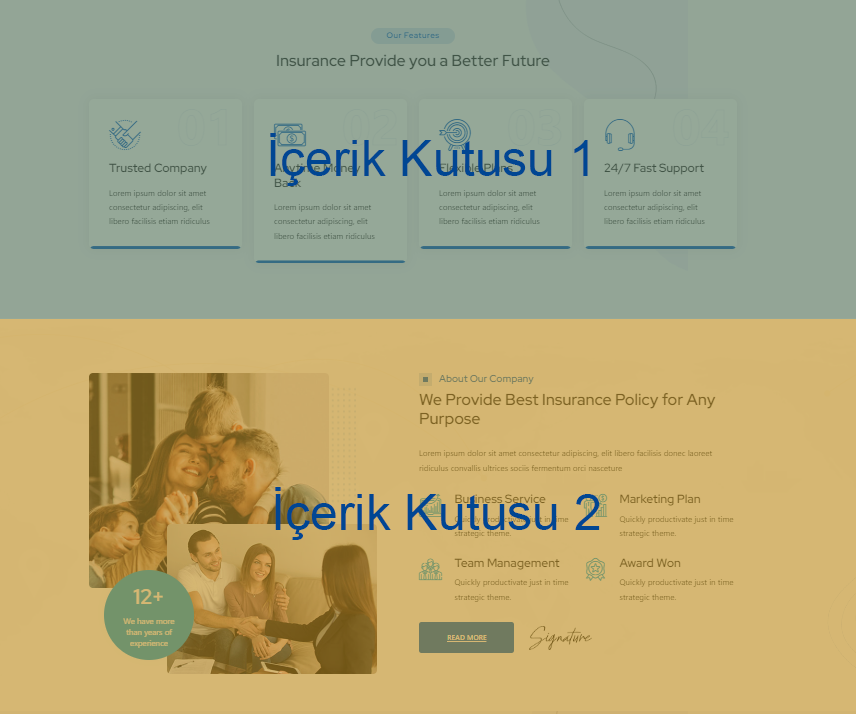 Our Features
Insurance Provide you a Better Future
İçerik Kutusu 1
Trusted Company
Lorem ipsum dolor sit amet
consectetur adipiscing, elit
libero facilisis etiam ridiculus
Anytime Money
Back
Lorem ipsum dolor sit amet
consectetur adipiscing, elit
libero facilisis etiam ridiculus
Flexible Plans
Lorem ipsum dolor sit amet
consectetur adipiscing, elit
libero facilisis etiam ridiculus
24/7 Fast Support
Lorem ipsum dolor sit amet
consectetur adipiscing, elit
libero facilisis etiam ridiculus
About Our Company
We Provide Best Insurance Policy for Any
Purpose
Lorem ipsum dolor sit amet consectetur adipiscing, elit libero facilisis donec laoreet
ridiculus convallis ultrices sociis fermentum orci nasceture
İçerik Kutusu 2
Business Service
Quickly productivate just in time
strategic theme.
Marketing Plan
Quickly productivate just in time
strategic theme.
Team Management
Quickly productivate just in time
strategic theme.
Award Won
Quickly productivate just in time
strategic theme.
12+
We have more
than years of
experience
READ MORE
Signature